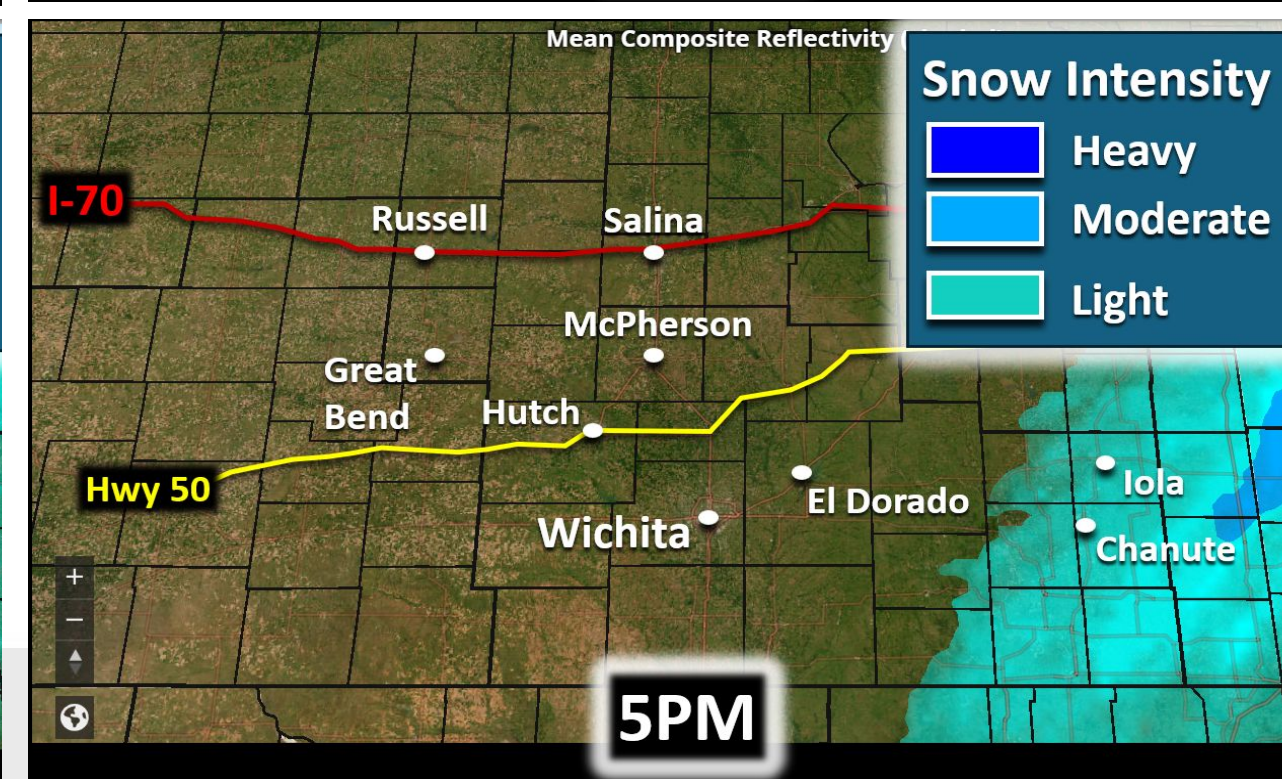 Mean Composite Reflectivity
Snow Intensity
Heavy
Moderate
Light
I-70
Russell
Salina
McPherson
Great
Bend
Hutch
Hwy 50
El Dorado
Wichita
Iola
Chanute
+
−
5PM